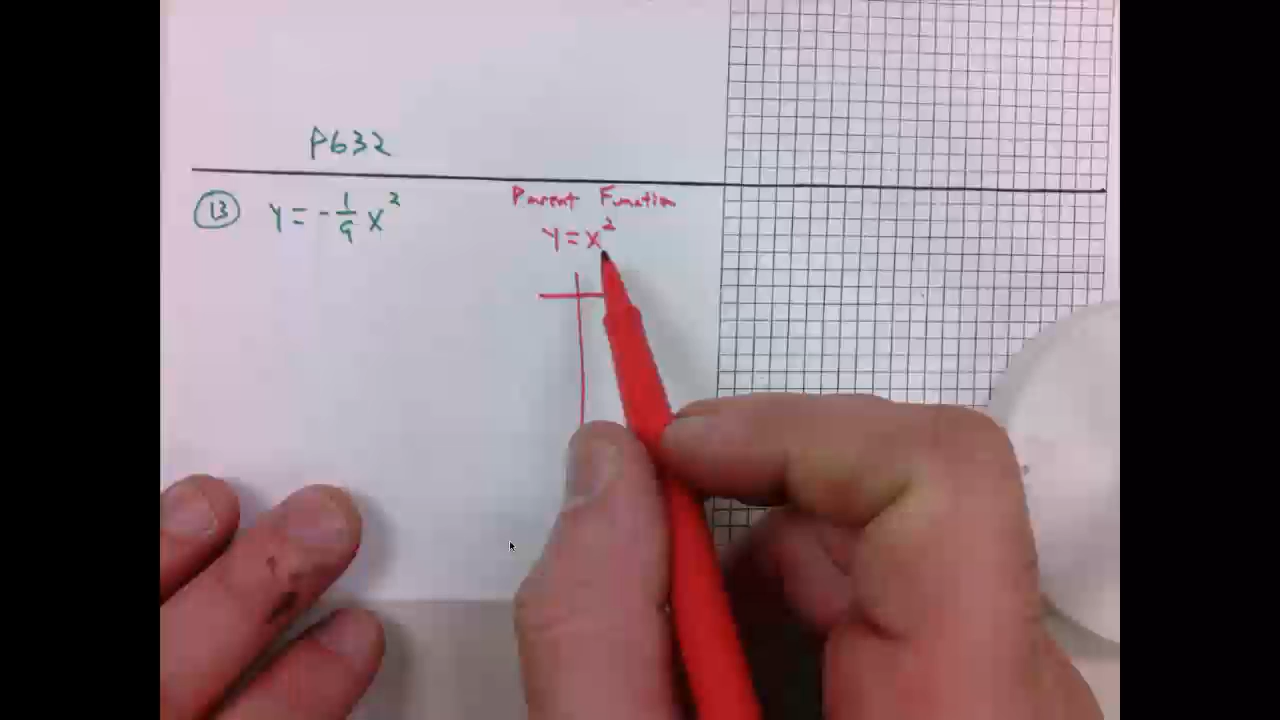 P632
13 y = -1/9 x²
Parent Function
y = x²